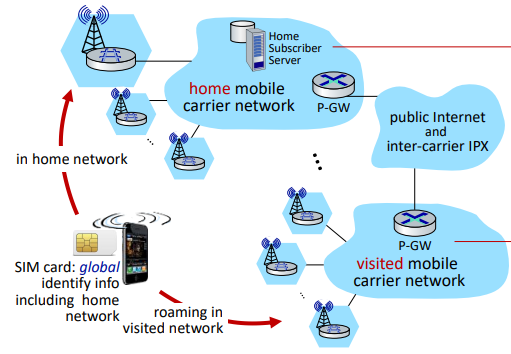 Home
Subscriber
Server
home mobile
carrier network
P-GW
public Internet
and
inter-carrier IPX
in home network
P-GW
visited mobile
carrier network
SIM card: global
identify info
including home
network
roaming in
visited network